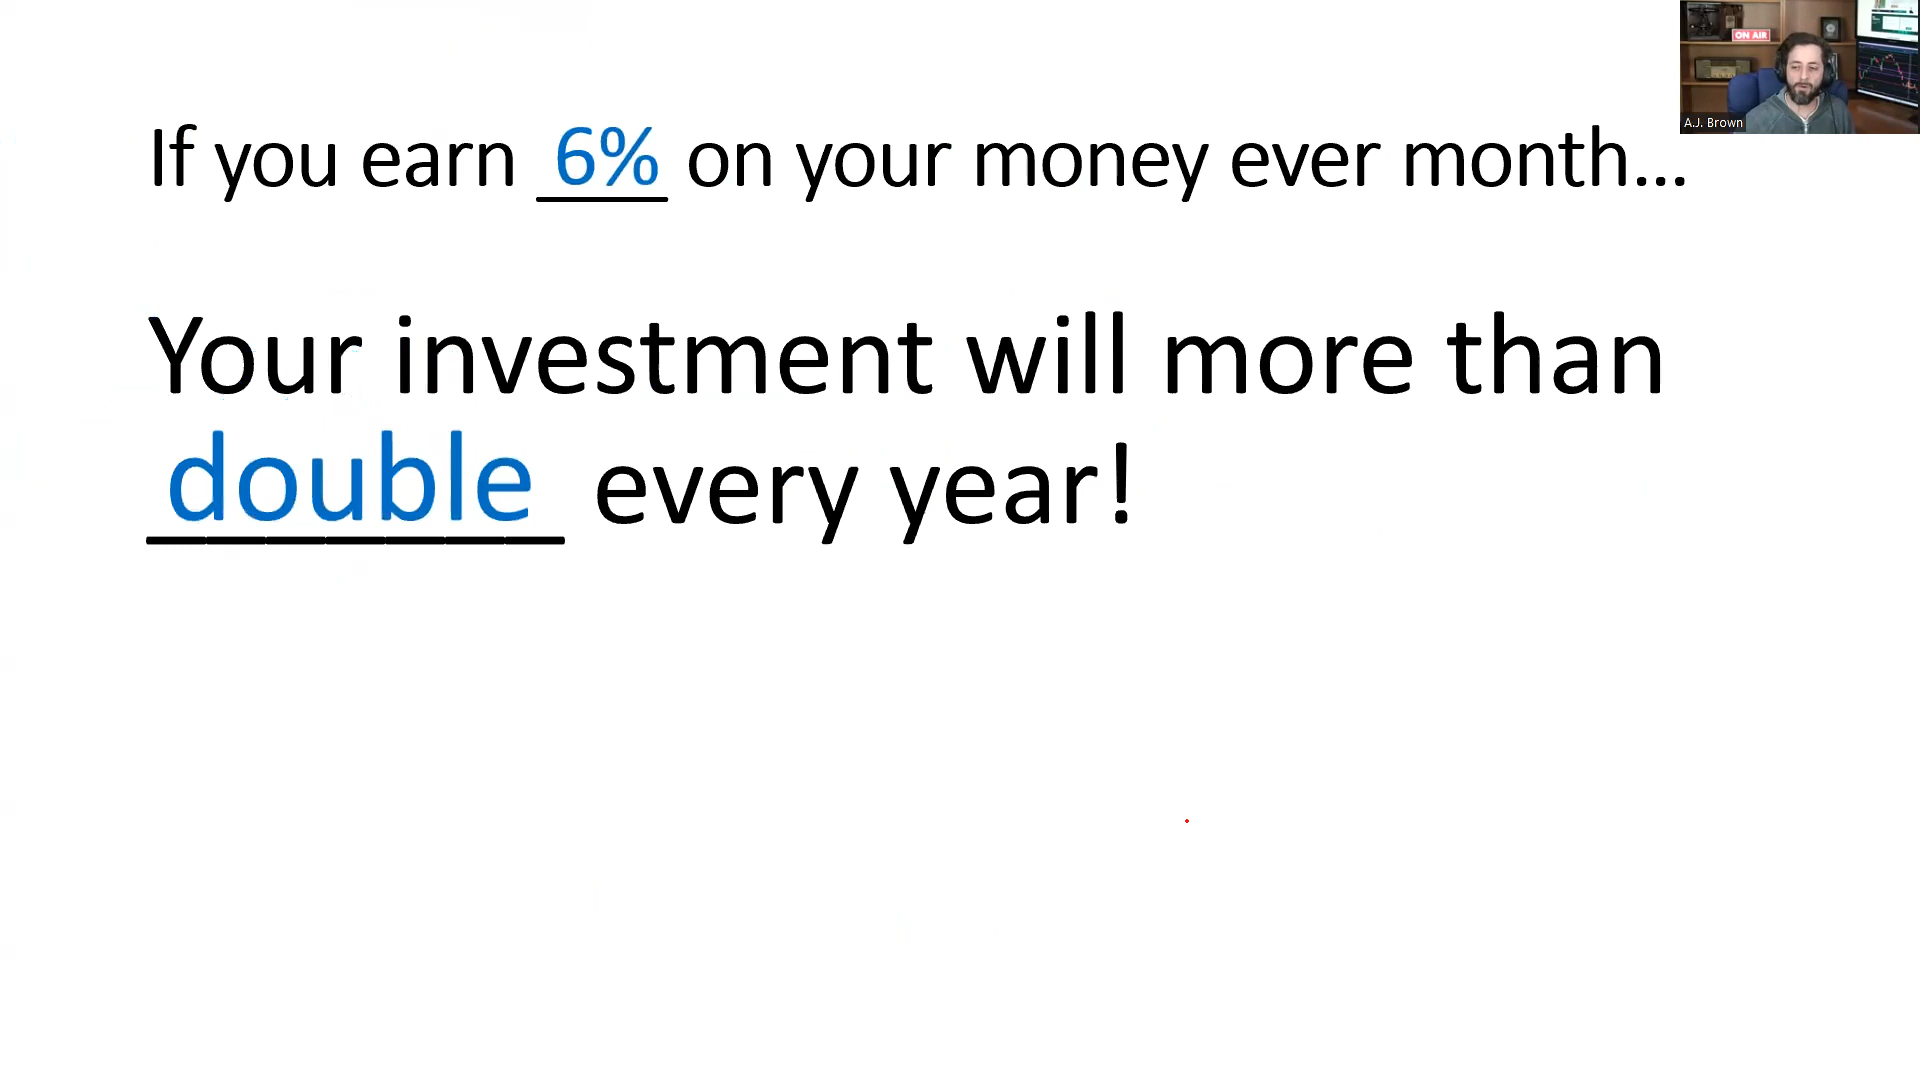 ON AIR
A.J. Brown
If you earn 6% on your money ever month...
Your investment will more than
double every year!